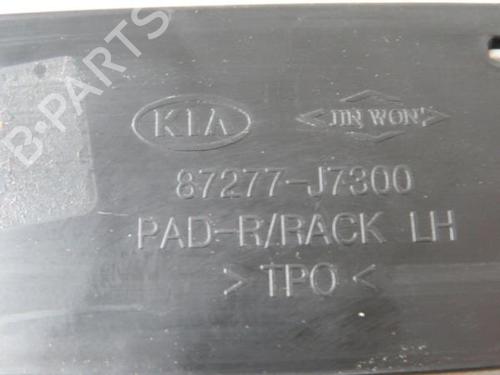 B-PARTS
KIA JIN WON
87277-J7300
PAD-R/RACK LH
>TPO<